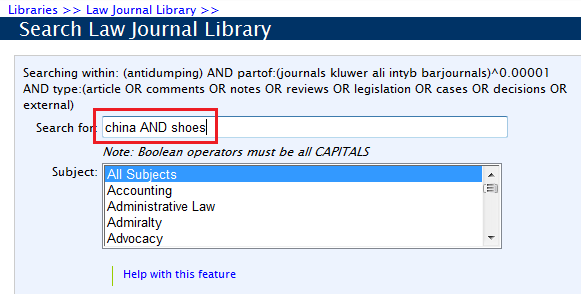 Libraries >> Law Journal Library >>
Search Law Journal Library
Searching within: (antidumping) AND partof:(journals kluwer ali intyb barjournals)^0.00001
AND type:(article OR comments OR notes OR reviews OR legislation OR cases OR decisions OR
external)
Search for: china AND shoes
Note: Boolean operators must be all CAPITALS
Subject: All Subjects
Accounting
Administrative Law
Admiralty
Advocacy
Help with this feature